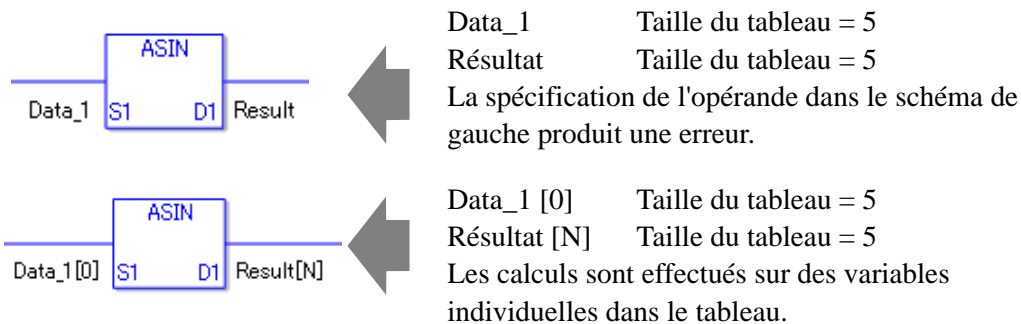 ASIN
Data_1 S1 D1 Result
Data_1 Taille du tableau = 5
Résultat Taille du tableau = 5
La spécification de l'opérande dans le schéma de
gauche produit une erreur.
ASIN
Data_1[0] S1 D1 Result[N]
Data_1 [0] Taille du tableau = 5
Résultat [N] Taille du tableau = 5
Les calculs sont effectués sur des variables
individuelles dans le tableau.